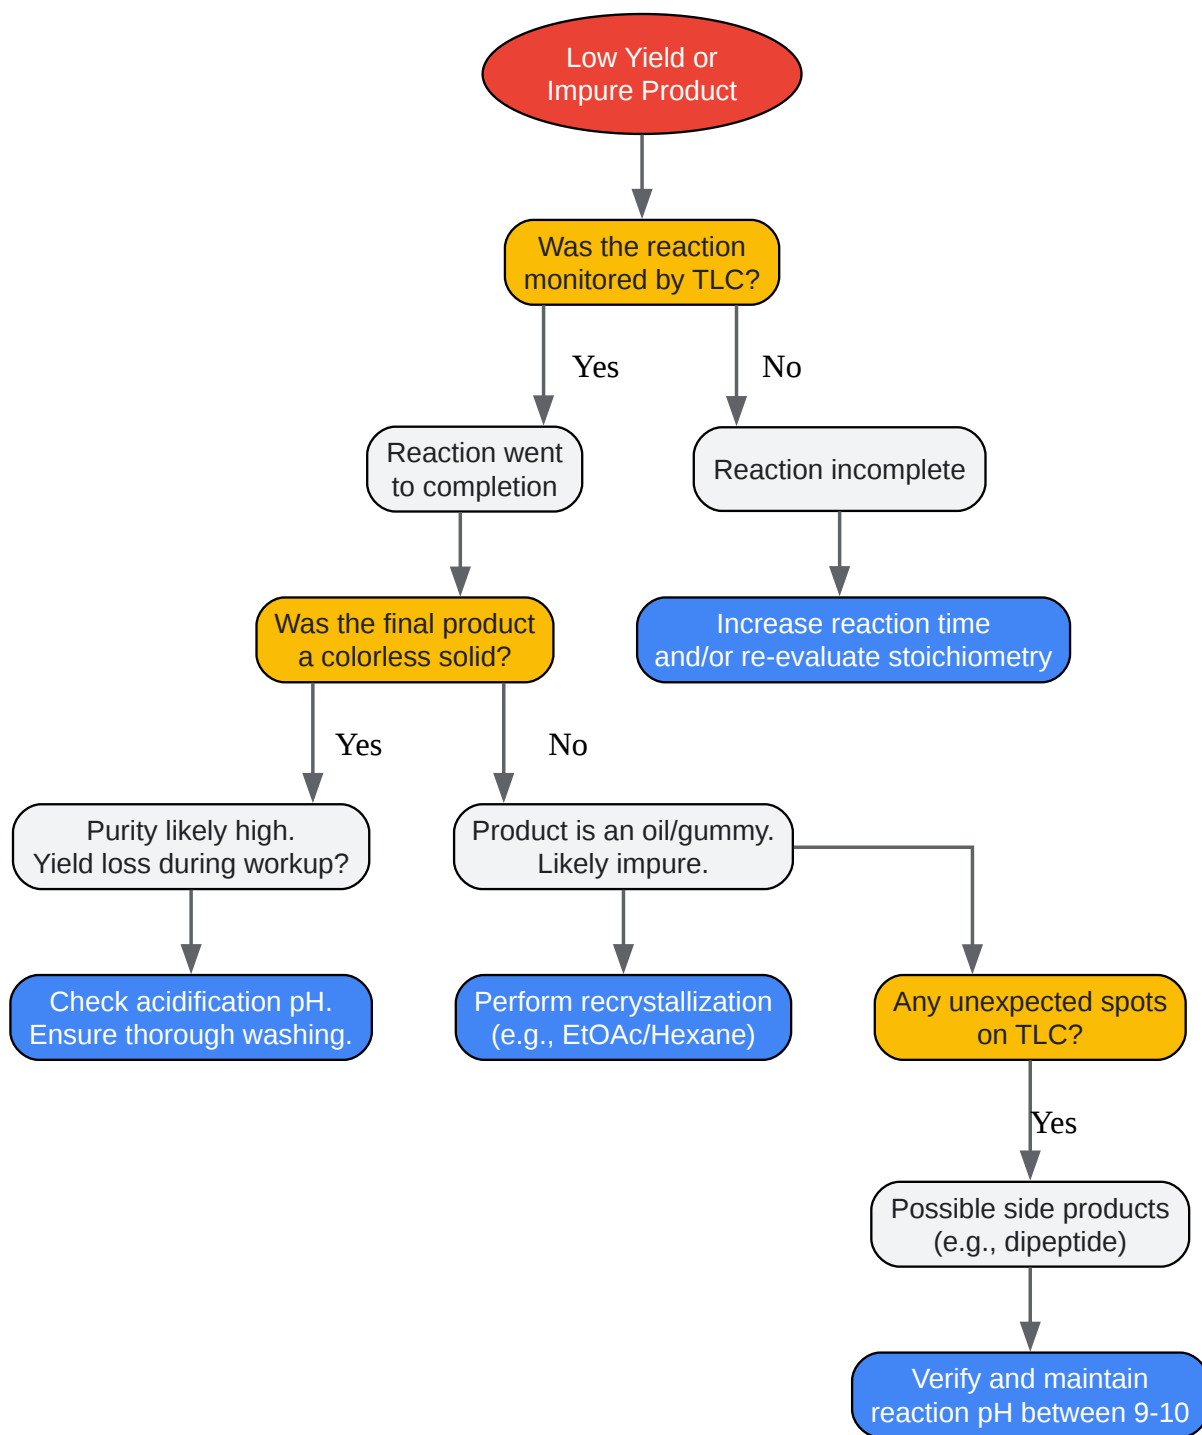 Low Yield or
Impure Product
Was the reaction
monitored by TLC?
Yes
No
Reaction went
to completion
Reaction incomplete
Was the final product
a colorless solid?
Increase reaction time
and/or re-evaluate stoichiometry
Yes
No
Purity likely high.
Yield loss during workup?
Product is an oil/gummy.
Likely impure.
Check acidification pH.
Ensure thorough washing.
Perform recrystallization
(e.g., EtOAc/Hexane)
Any unexpected spots
on TLC?
Yes
Possible side products
(e.g., dipeptide)
Verify and maintain
reaction pH between 9-10